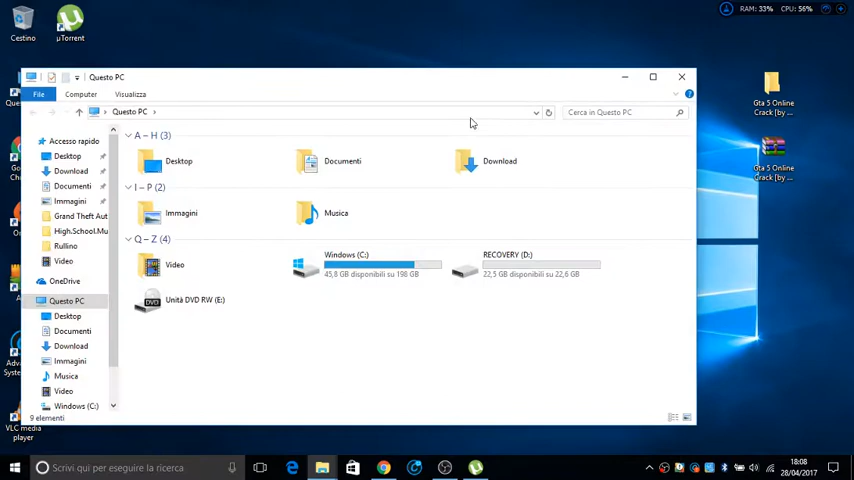 RAM: 33% CPU: 56%
Cestino
µTorrent
Gta 5 Online
Crack [by ...
Gta 5 Online
Crack [by ...
Questo PC
File
Computer
Visualizza
Questo PC
Cerca in Questo PC
Accesso rapido
Desktop
Download
Documenti
Immagini
Grand Theft Aut
High.School.Mu
Rullino
Video
OneDrive
Questo PC
Desktop
Documenti
Download
Immagini
Musica
Video
Windows (C:)
A – H (3)
Desktop
Documenti
Download
I – P (2)
Immagini
Musica
Q – Z (4)
Video
Windows (C:)
45,8 GB disponibili su 198 GB
RECOVERY (D:)
22,5 GB disponibili su 22,6 GB
DVD
Unità DVD RW (E:)
9 elementi
VLC media
player
Scrivi qui per eseguire la ricerca
18:08
28/04/2017